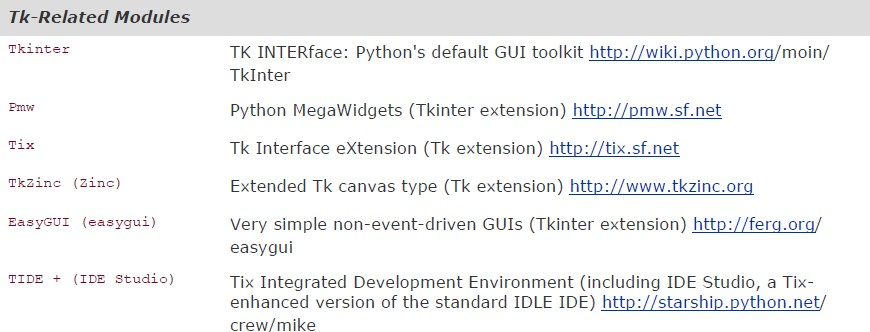 Tk-Related Modules
Tkinter TK INTERface: Python's default GUI toolkit http://wiki.python.org/moin/
TkInter
Pmw Python MegaWidgets (Tkinter extension) http://pmw.sf.net
Tix Tk Interface eXtension (Tk extension) http://tix.sf.net
TkZinc (Zinc) Extended Tk canvas type (Tk extension) http://www.tkzinc.org
EasyGUI (easygui) Very simple non-event-driven GUIs (Tkinter extension) http://ferg.org/
easygui
TIDE + (IDE Studio) Tix Integrated Development Environment (including IDE Studio, a Tix-
enhanced version of the standard IDLE IDE) http://starship.python.net/
crew/mike